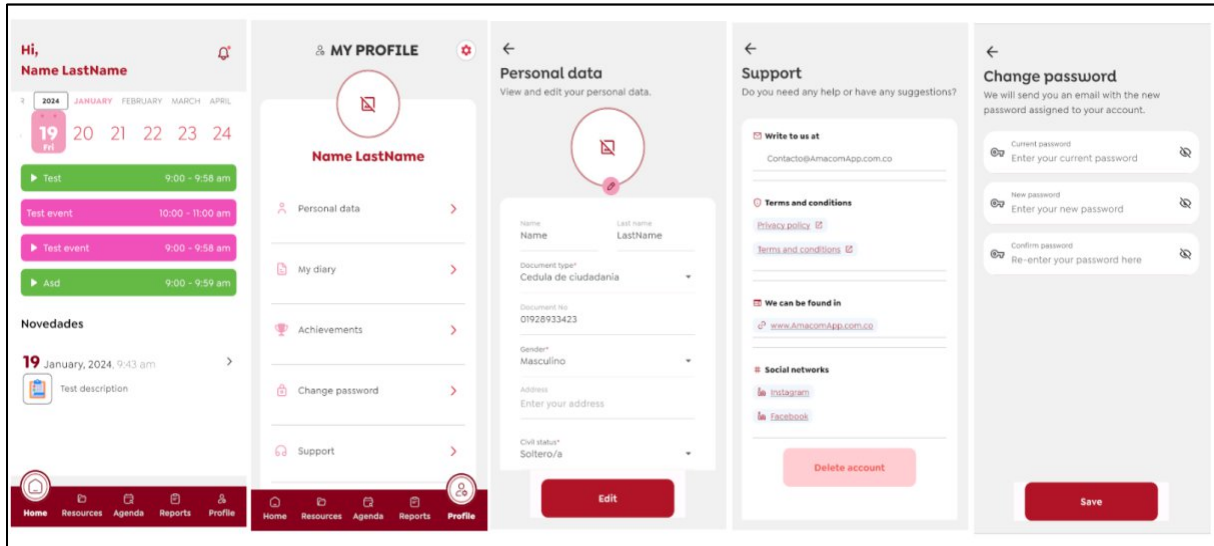 Hi,
Name LastName
2024 JANUARY FEBRUARY MARCH APRIL
19 20 21 22 23 24
Fri
Test 9:00 - 9:58 am
Test event 10:00 - 11:00 am
Test event 9:00 - 9:58 am
Asd 9:00 - 9:59 am
Novedades
19 January, 2024, 9:43 am
Test description
Home Resources Agenda Reports Profile
MY PROFILE
Name LastName
Personal data
My diary
Achievements
Change password
Support
Home Resources Agenda Reports Profile
Personal data
View and edit your personal data.
Name Last name
Name LastName
Document type*
Cedula de ciudadania
Document No
01928933423
Gender*
Masculino
Address
Enter your address
Civil status*
Soltero/a
Edit
Support
Do you need any help or have any suggestions?
Write to us at
Contacto@AmacomApp.com.co
Terms and conditions
Privacy policy
Terms and conditions
We can be found in
www.AmacomApp.com.co
Social networks
Instagram
Facebook
Delete account
Change password
We will send you an email with the new
password assigned to your account.
Current password
Enter your current password
New password
Enter your new password
Confirm password
Re-enter your password here
Save